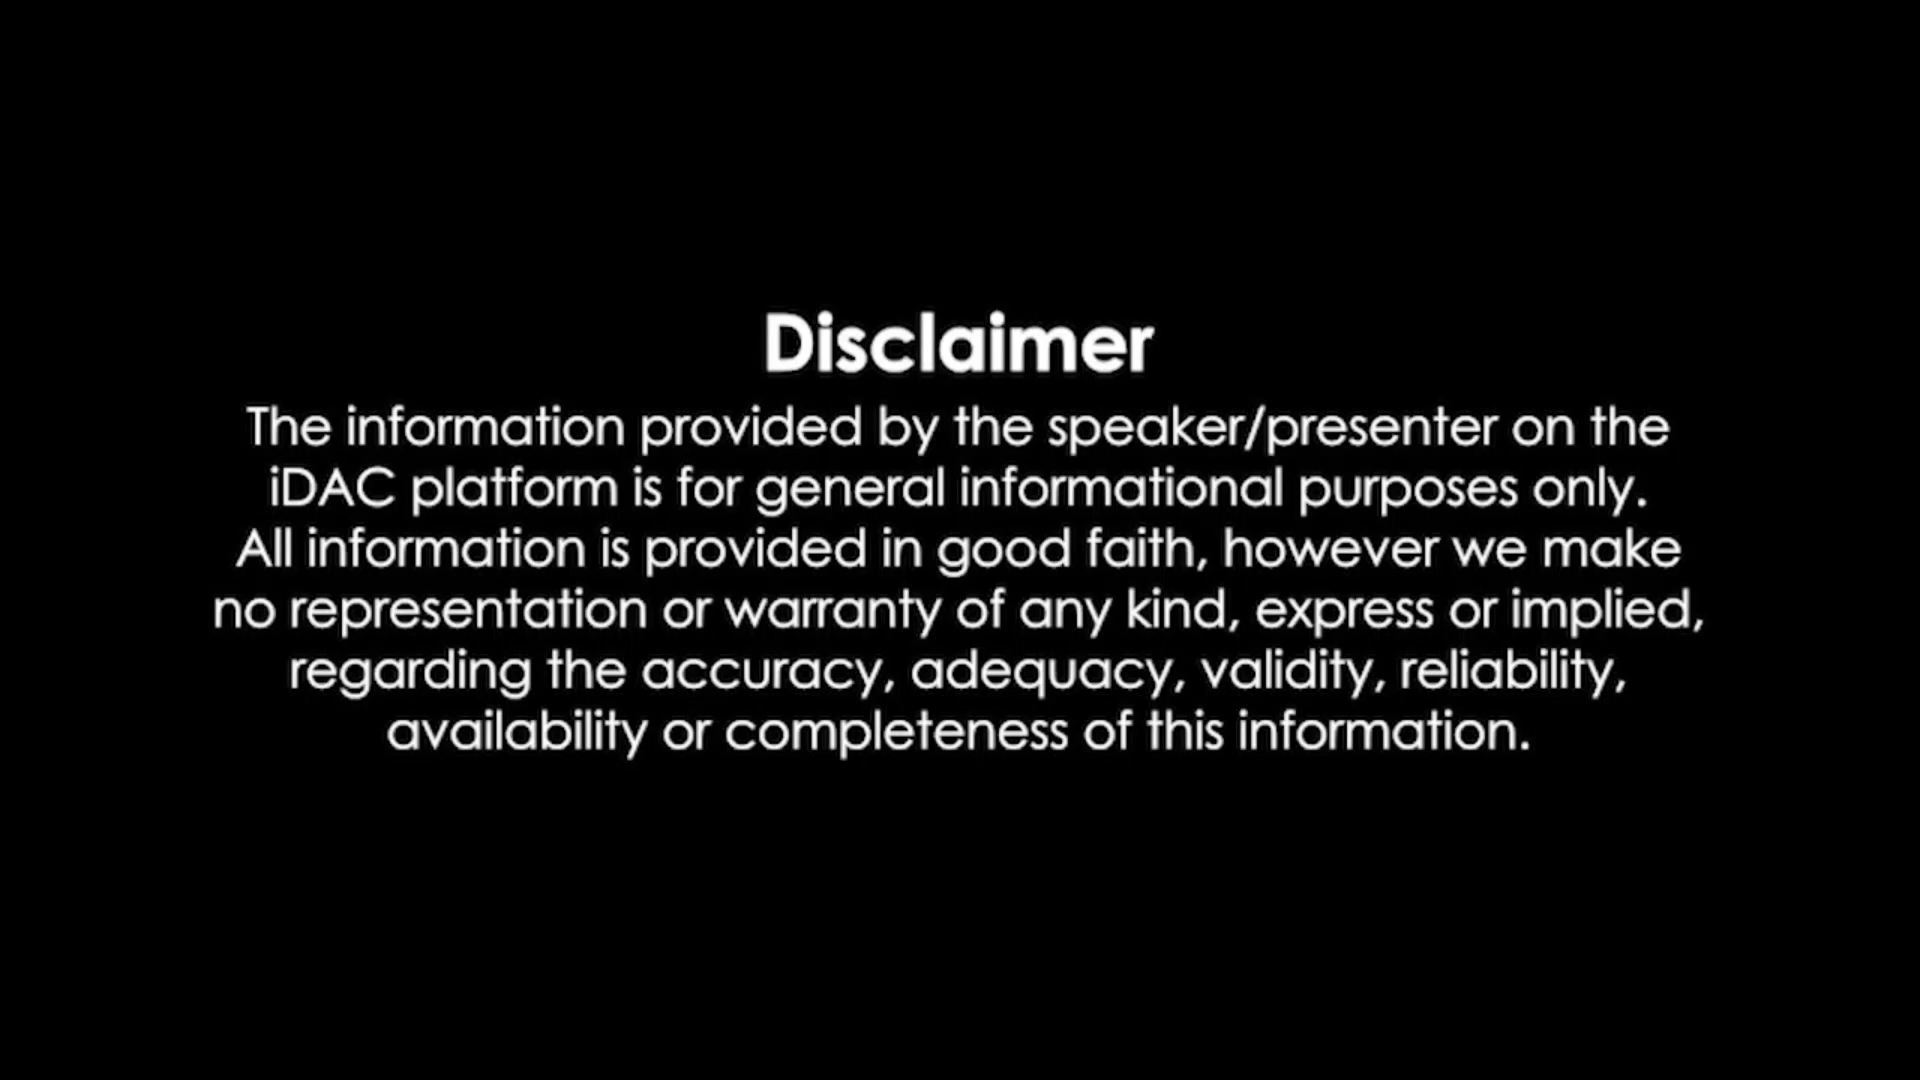 Disclaimer
The information provided by the speaker/presenter on the
iDAC platform is for general informational purposes only.
All information is provided in good faith, however we make
no representation or warranty of any kind, express or implied,
regarding the accuracy, adequacy, validity, reliability,
availability or completeness of this information.